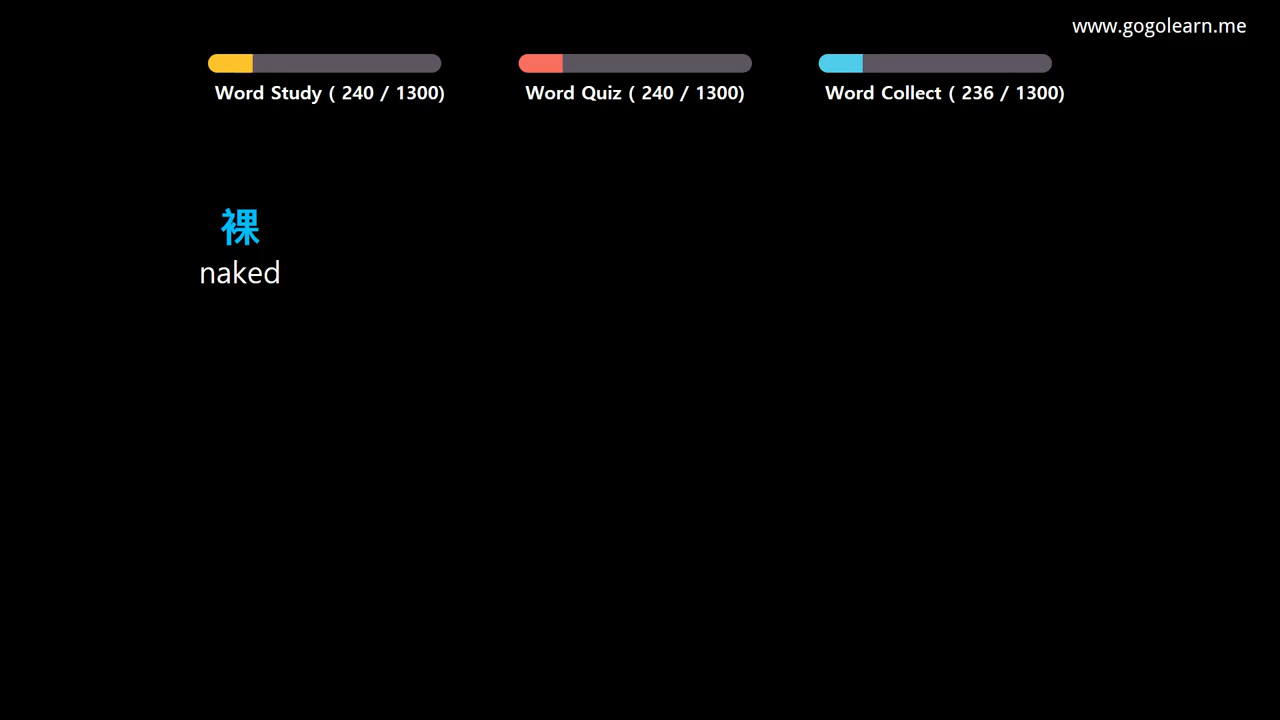 www.gogolearn.me
Word Study ( 240 / 1300)
Word Quiz ( 240 / 1300)
Word Collect ( 236 / 1300)
裸
naked